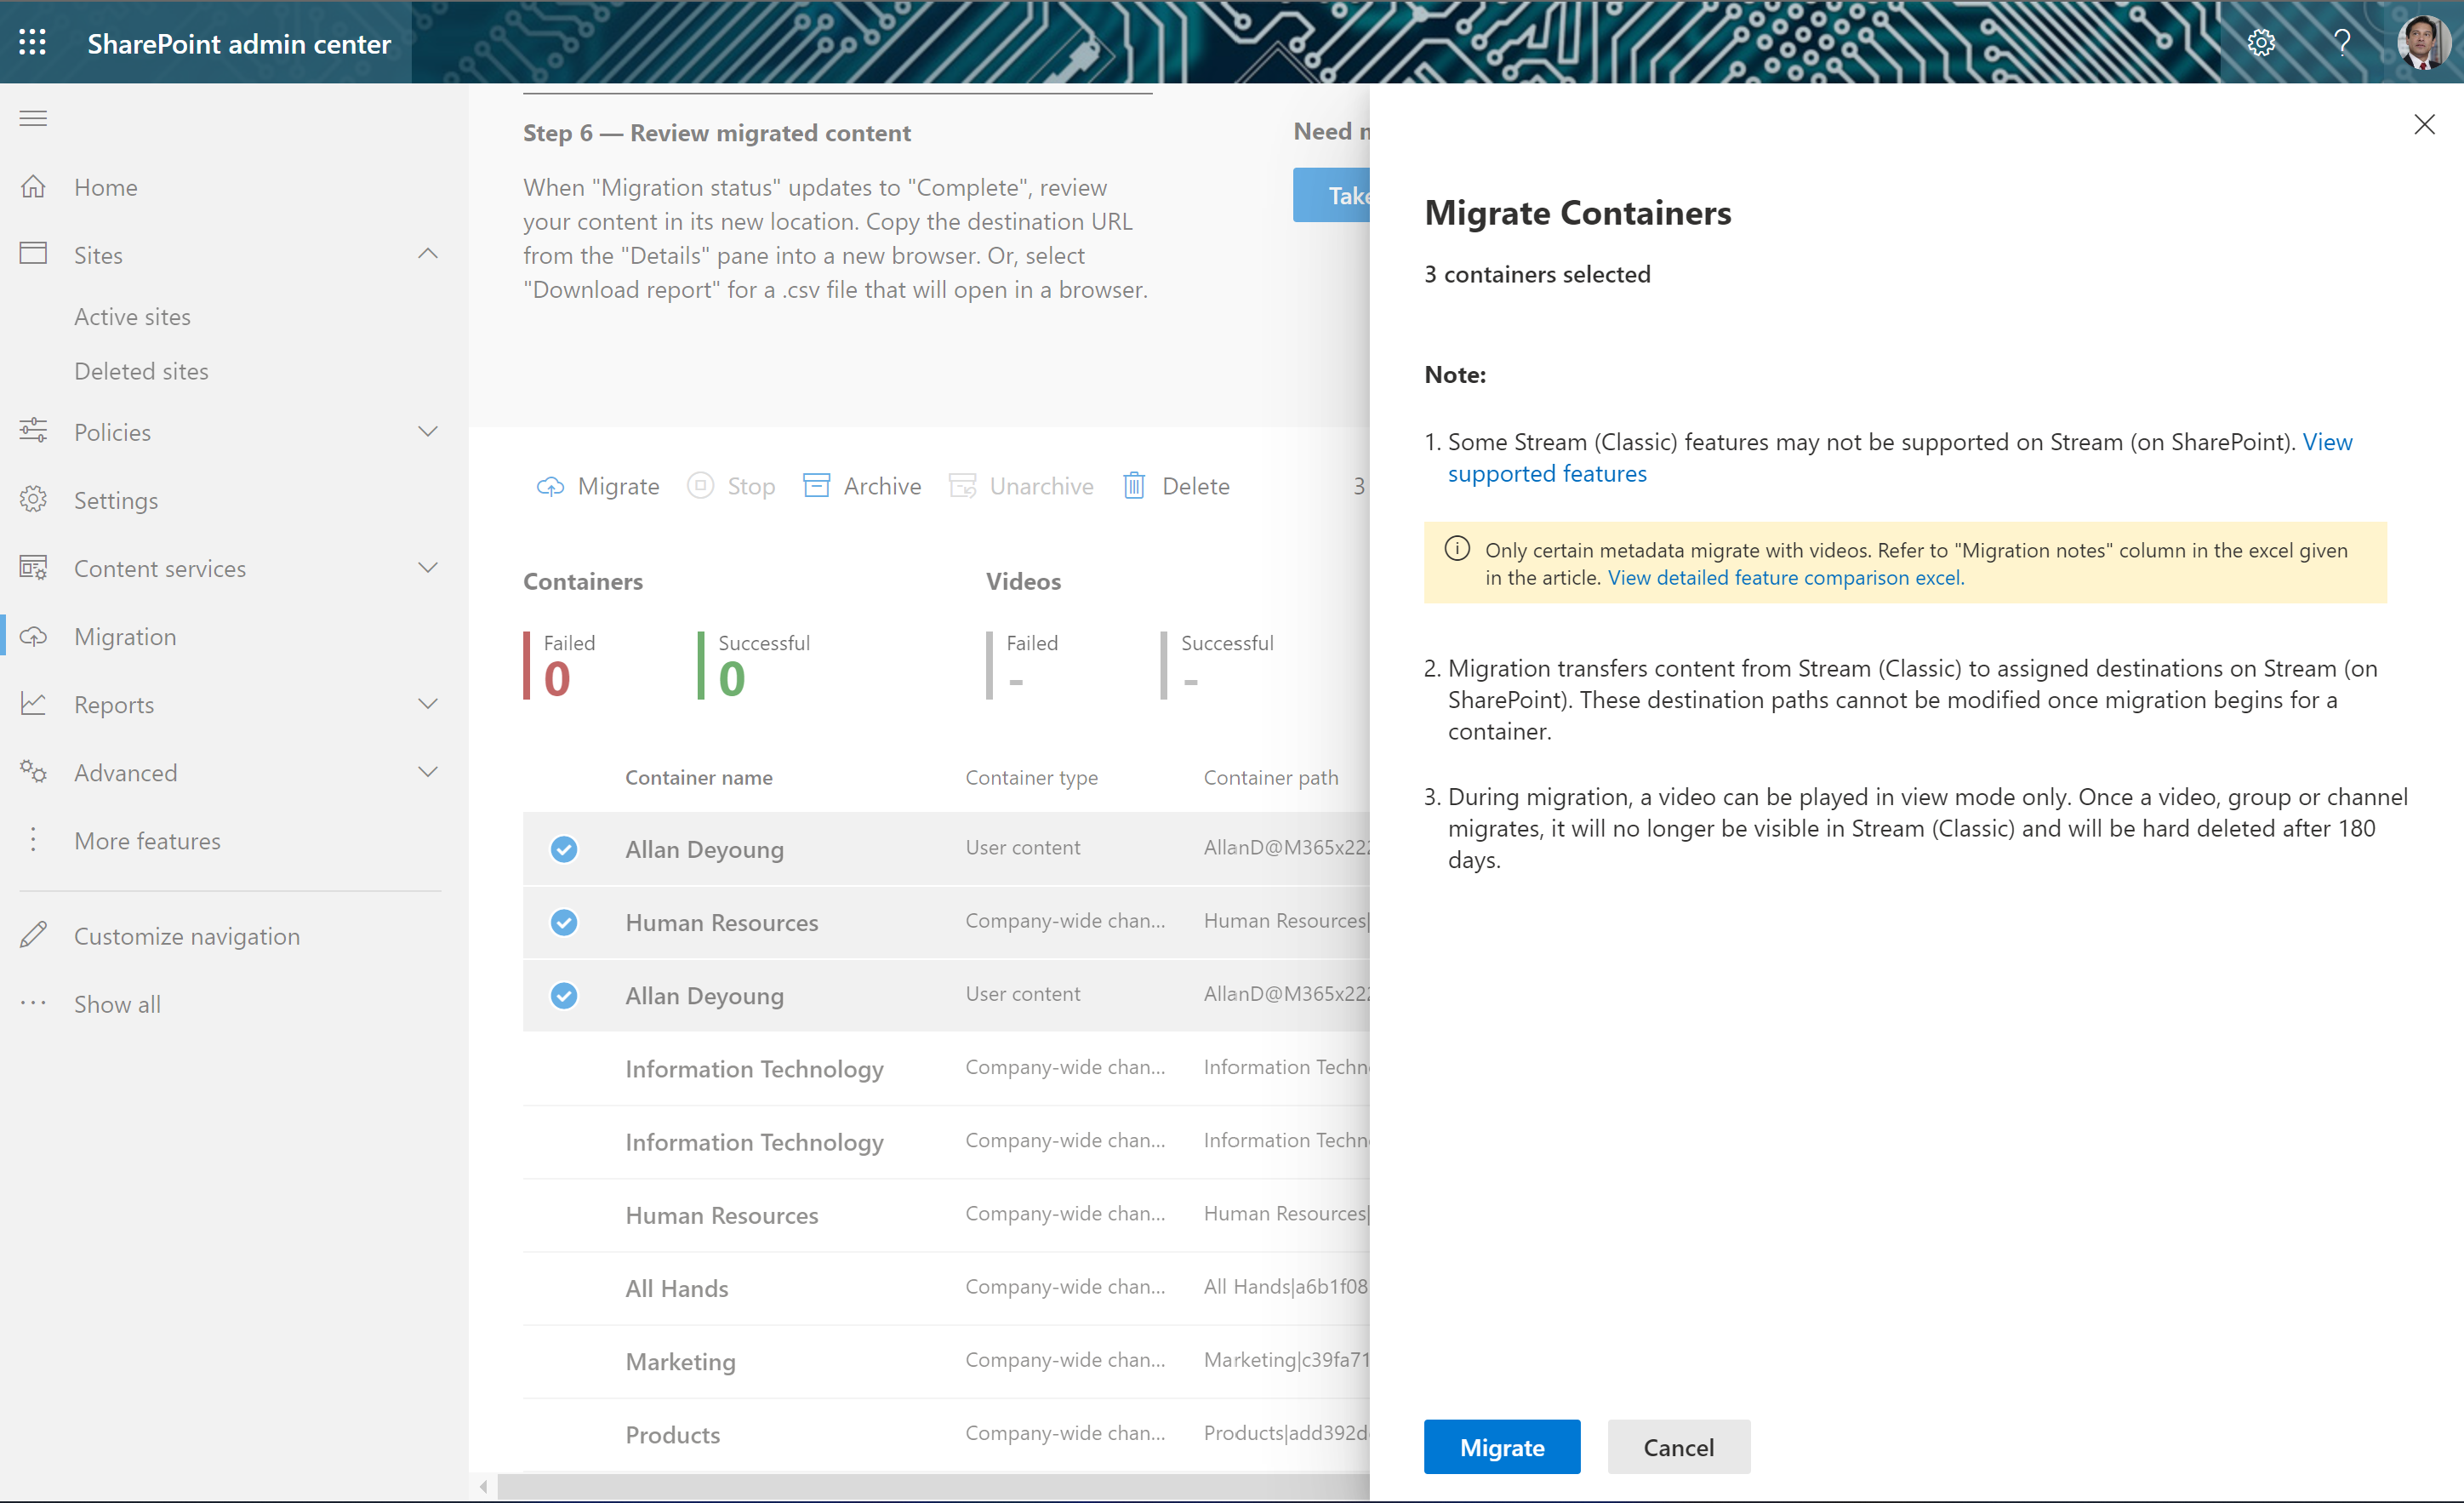 SharePoint admin center
Home
Sites
Active sites
Deleted sites
Policies
Settings
Content services
Migration
Reports
Advanced
More features
Customize navigation
Show all
Step 6 — Review migrated content
When "Migration status" updates to "Complete", review
your content in its new location. Copy the destination URL
from the "Details" pane into a new browser. Or, select
"Download report" for a .csv file that will open in a browser.
Need
Take
Migrate Stop Archive Unarchive Delete 3
Containers Videos
Failed Successful Failed Successful
0 0 - -
Container name Container type Container path
Allan Deyoung User content AllanD@M365x222
Human Resources Company-wide chan... Human Resources|
Allan Deyoung User content AllanD@M365x222
Information Technology Company-wide chan... Information Techn
Information Technology Company-wide chan... Information Techn
Human Resources Company-wide chan... Human Resources|
All Hands Company-wide chan... All Hands|a6b1f08
Marketing Company-wide chan... Marketing|c39fa71
Products Company-wide chan... Products|add392d
Migrate Containers
3 containers selected
Note:
1. Some Stream (Classic) features may not be supported on Stream (on SharePoint). View
supported features
Only certain metadata migrate with videos. Refer to "Migration notes" column in the excel given
in the article. View detailed feature comparison excel.
2. Migration transfers content from Stream (Classic) to assigned destinations on Stream (on
SharePoint). These destination paths cannot be modified once migration begins for a
container.
3. During migration, a video can be played in view mode only. Once a video, group or channel
migrates, it will no longer be visible in Stream (Classic) and will be hard deleted after 180
days.
Migrate Cancel